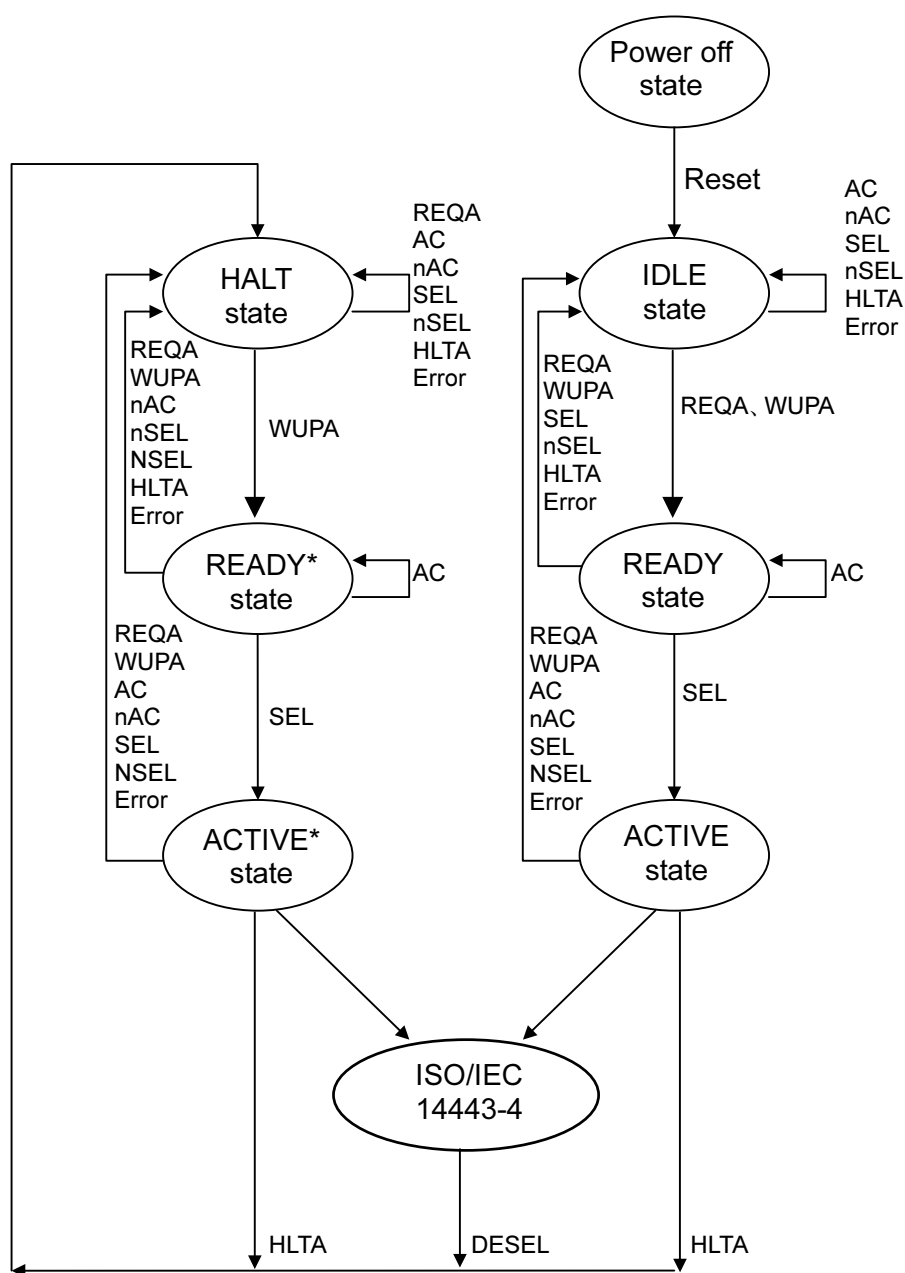 Power off
state
Reset
AC
nAC
SEL
nSEL
HLTA
Error
REQA
AC
nAC
SEL
nSEL
HLTA
Error
HALT
state
IDLE
state
REQA
WUPA
nAC
nSEL
NSEL
HLTA
Error
WUPA
REQA
WUPA
SEL
nSEL
HLTA
Error
REQA、WUPA
READY*
state
AC
READY
state
AC
REQA
WUPA
AC
nAC
SEL
NSEL
Error
SEL
REQA
WUPA
AC
nAC
SEL
NSEL
Error
SEL
ACTIVE*
state
ACTIVE
state
ISO/IEC
14443-4
HLTA
DESEL
HLTA